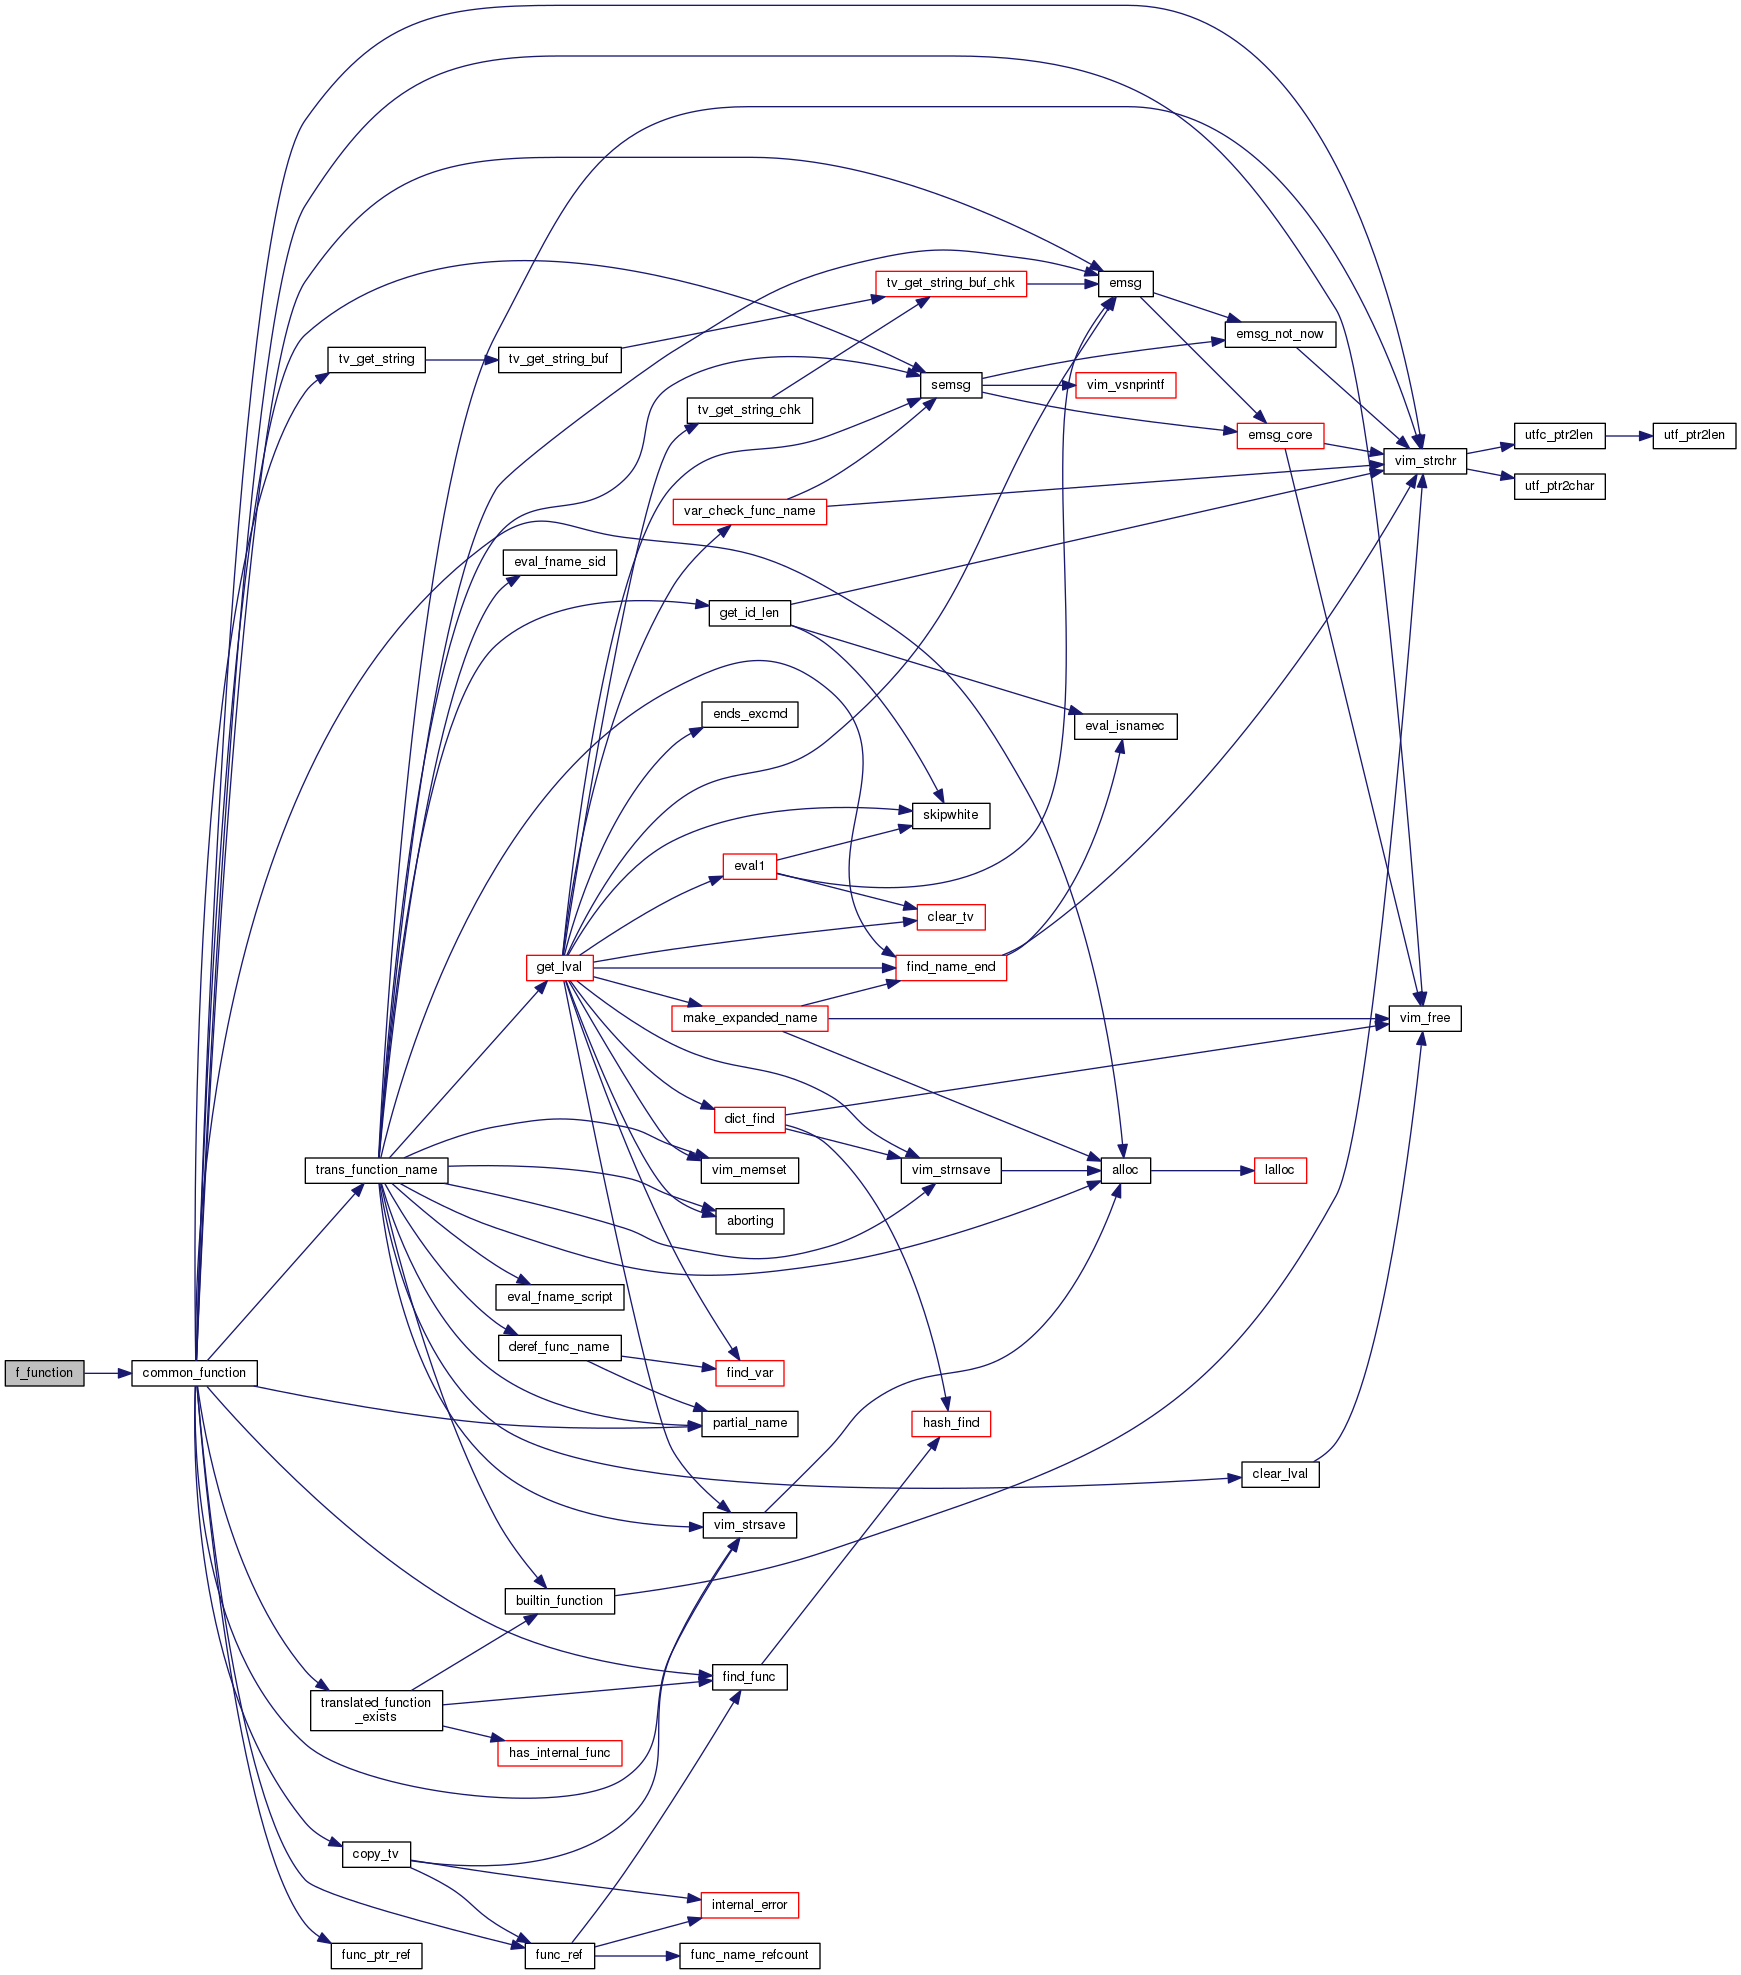 tv_get_string_buf_chk
emsg
emsg_not_now
tv_get_string
tv_get_string_buf
semsg
vim_vsnprintf
tv_get_string_chk
emsg_core
utfc_ptr2len
utf_ptr2len
vim_strchr
utf_ptr2char
var_check_func_name
eval_fname_sid
get_id_len
ends_excmd
eval_isnamec
skipwhite
eval1
clear_tv
get_lval
find_name_end
make_expanded_name
vim_free
dict_find
trans_function_name
vim_memset
vim_strnsave
alloc
lalloc
aborting
eval_fname_script
deref_func_name
f_function
common_function
find_var
partial_name
hash_find
clear_lval
vim_strsave
builtin_function
find_func
translated_function
_exists
has_internal_func
copy_tv
internal_error
func_ptr_ref
func_ref
func_name_refcount